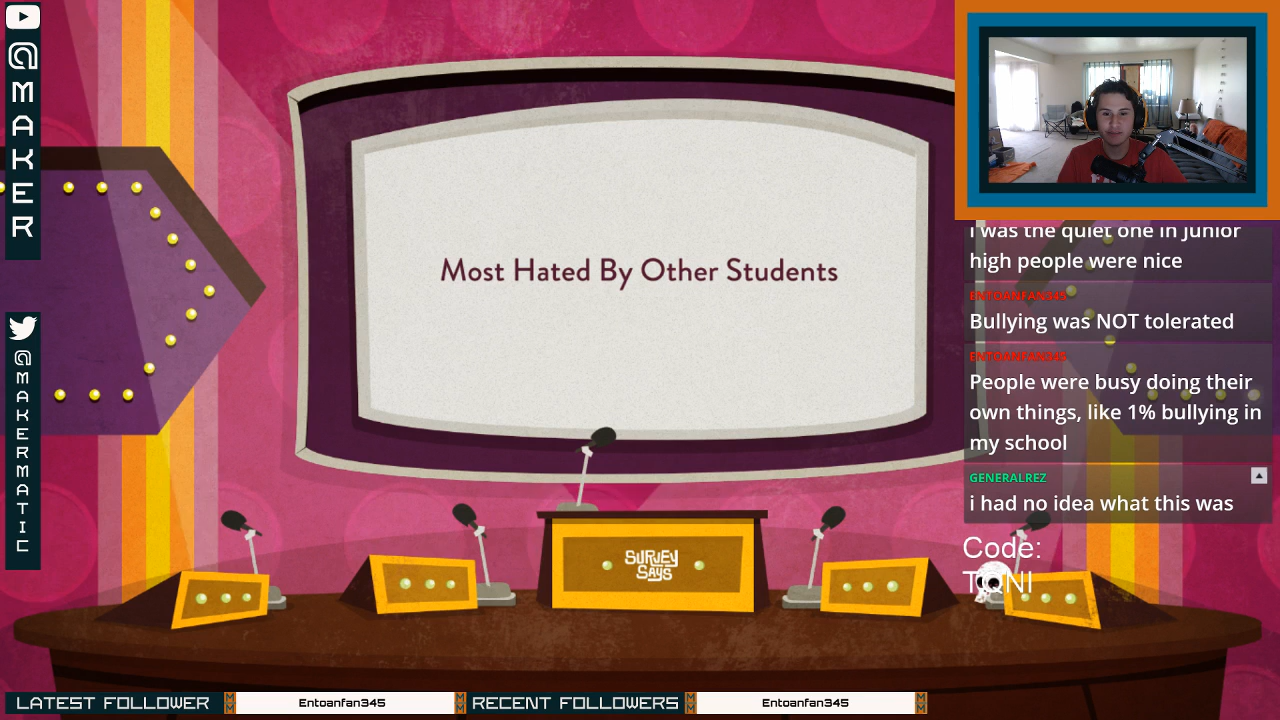 @MAKER
@MAKERMATIC
Most Hated By Other Students
SURVEY
SAYS
i was the quiet one in junior
high people were nice
ENTOANFAN345
Bullying was NOT tolerated
ENTOANFAN345
People were busy doing their
own things, like 1% bullying in
my school
GENERALREZ
i had no idea what this was
Code:
LATEST FOLLOWER
Entoanfan345
RECENT FOLLOWERS
Entoanfan345